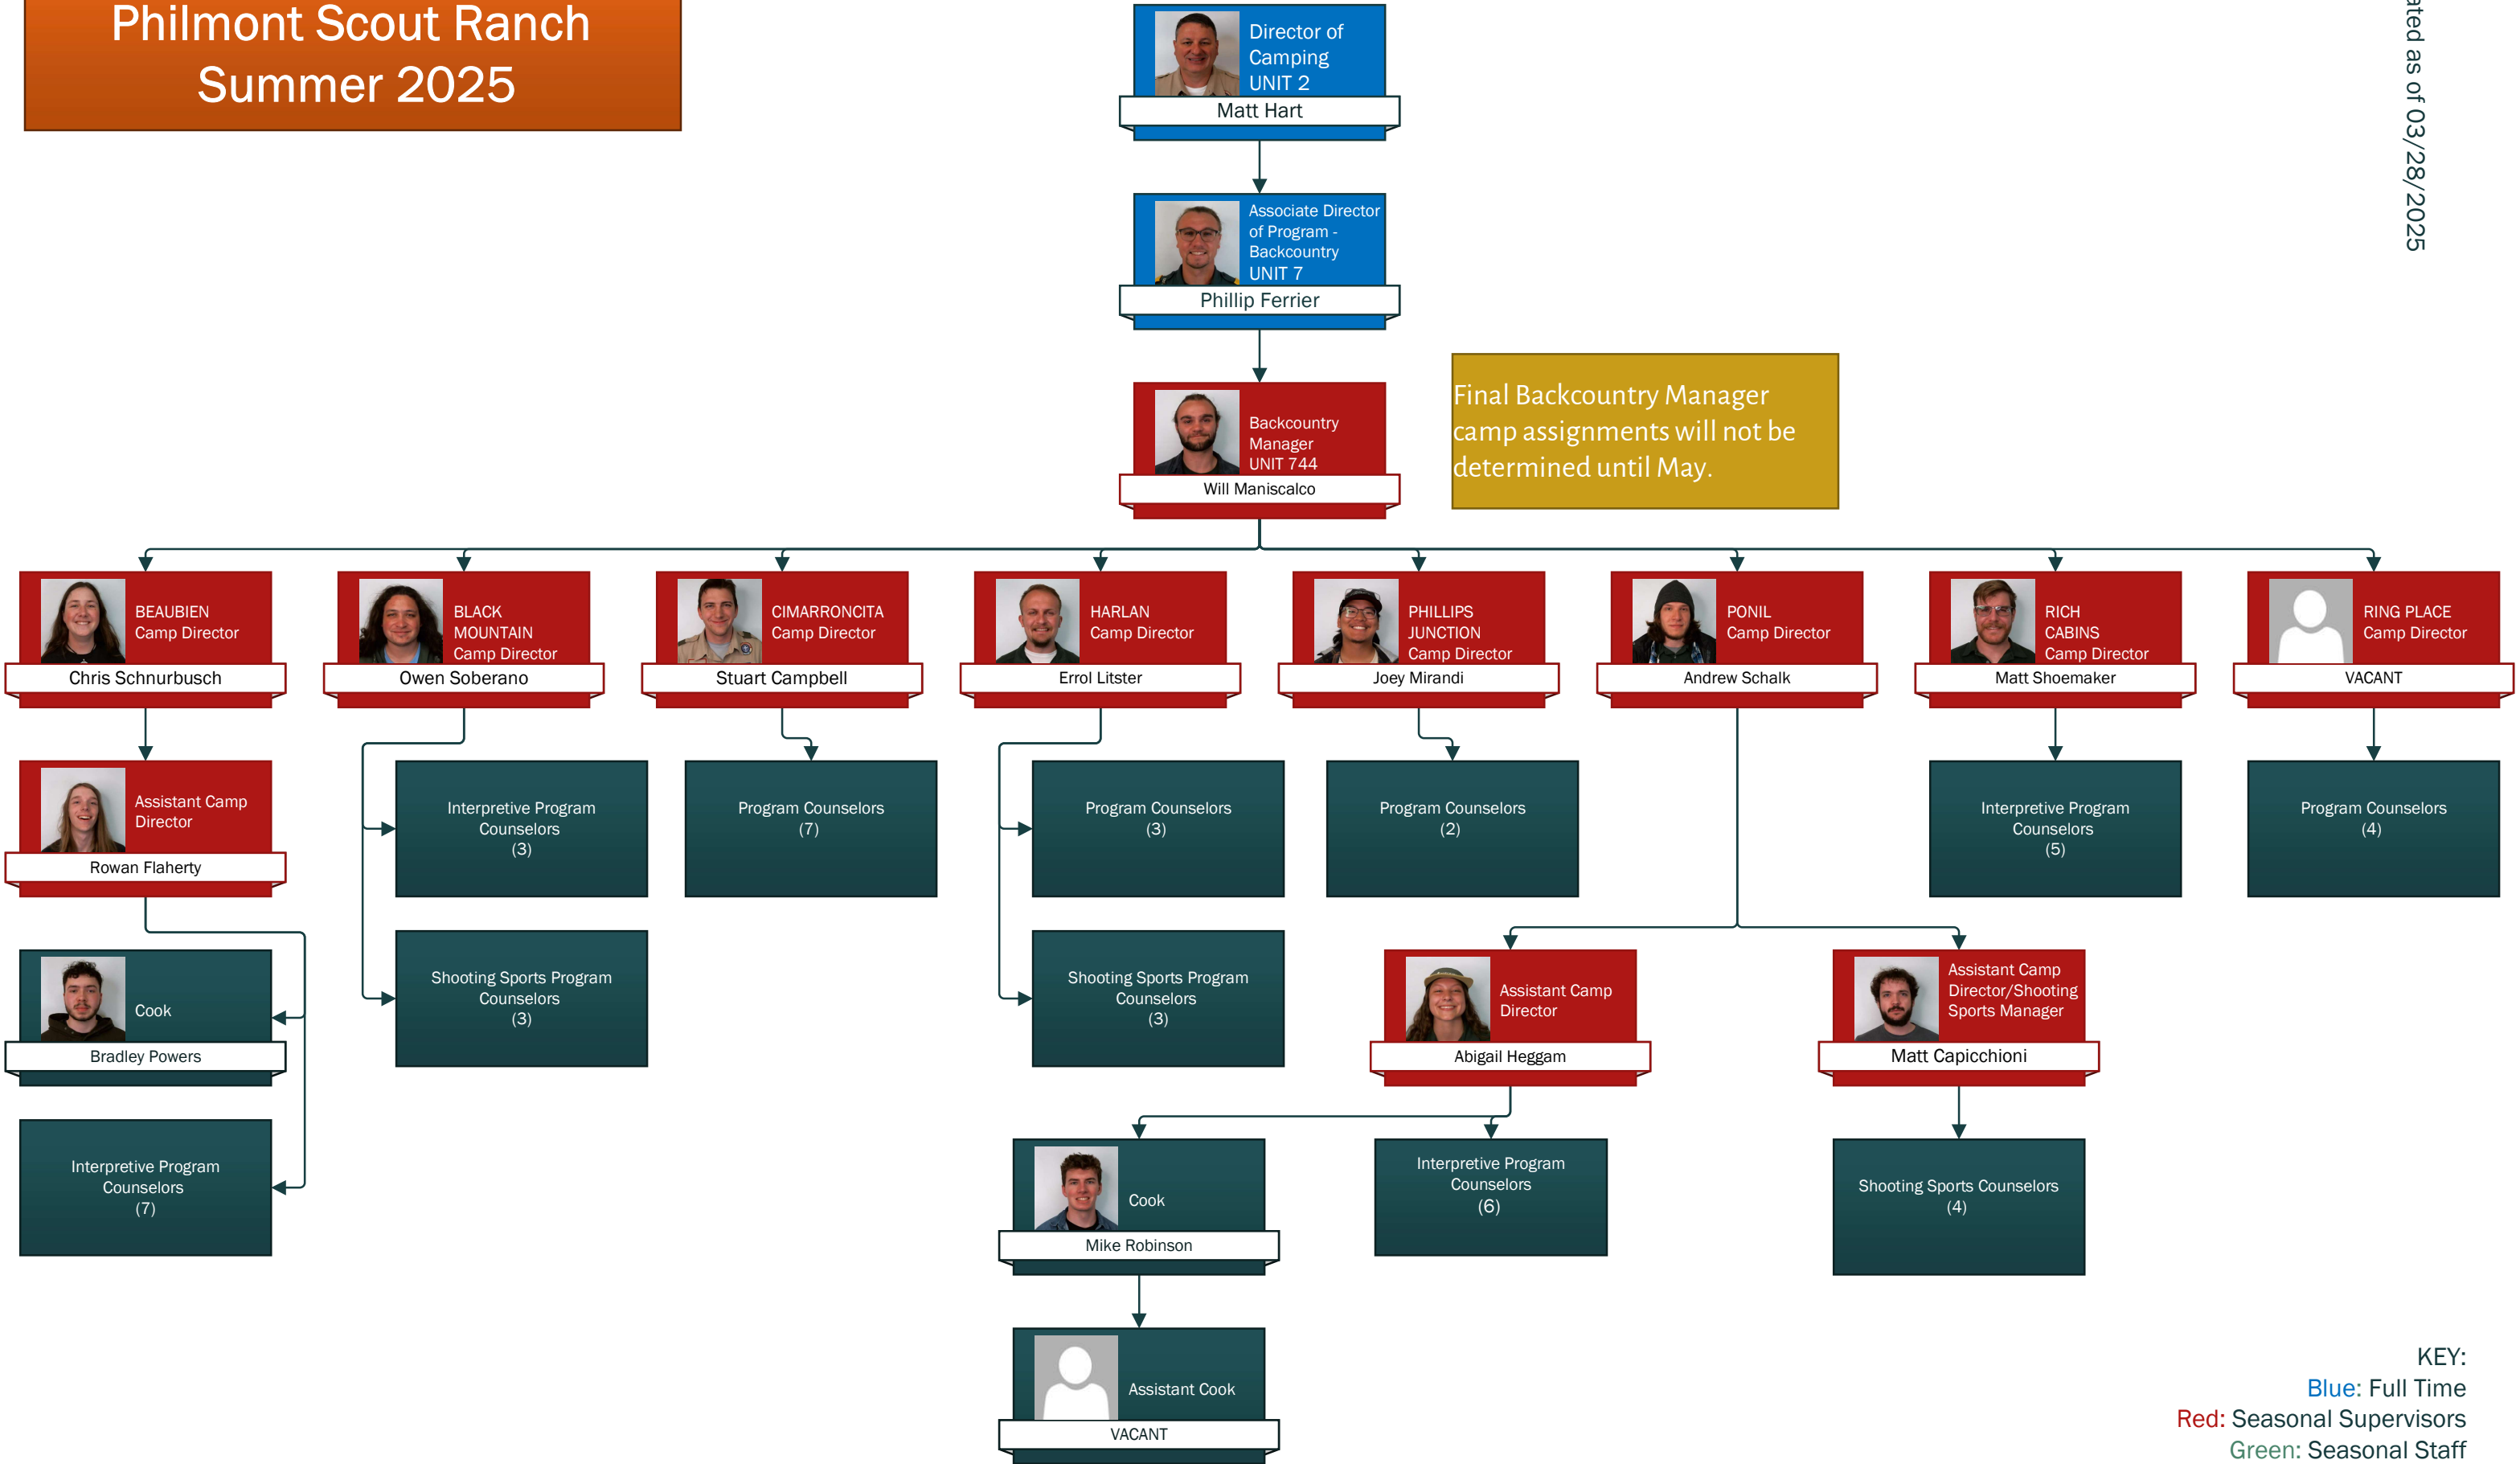 Philmont Scout Ranch
Summer 2025
ated as of 03/28/2025
Director of
Camping
UNIT 2
Matt Hart
Associate Director
of Program -
Backcountry
UNIT 7
Phillip Ferrier
Backcountry
Manager
UNIT 744
Will Maniscalco
Final Backcountry Manager
camp assignments will not be
determined until May.
BEAUBIEN
Camp Director
Chris Schnurbusch
BLACK
MOUNTAIN
Camp Director
Owen Soberano
CIMARRONCITA
Camp Director
Stuart Campbell
HARLAN
Camp Director
Errol Litster
PHILLIPS
JUNCTION
Camp Director
Joey Mirandi
PONIL
Camp Director
Andrew Schalk
RICH
CABINS
Camp Director
Matt Shoemaker
RING PLACE
Camp Director
VACANT
Assistant Camp
Director
Rowan Flaherty
Interpretive Program
Counselors
(3)
Program Counselors
(7)
Program Counselors
(3)
Program Counselors
(2)
Interpretive Program
Counselors
(5)
Program Counselors
(4)
Cook
Bradley Powers
Shooting Sports Program
Counselors
(3)
Shooting Sports Program
Counselors
(3)
Assistant Camp
Director
Abigail Heggam
Assistant Camp
Director/Shooting
Sports Manager
Matt Capicchioni
Interpretive Program
Counselors
(7)
Cook
Mike Robinson
Interpretive Program
Counselors
(6)
Shooting Sports Counselors
(4)
Assistant Cook
VACANT
KEY:
Blue: Full Time
Red: Seasonal Supervisors
Green: Seasonal Staff